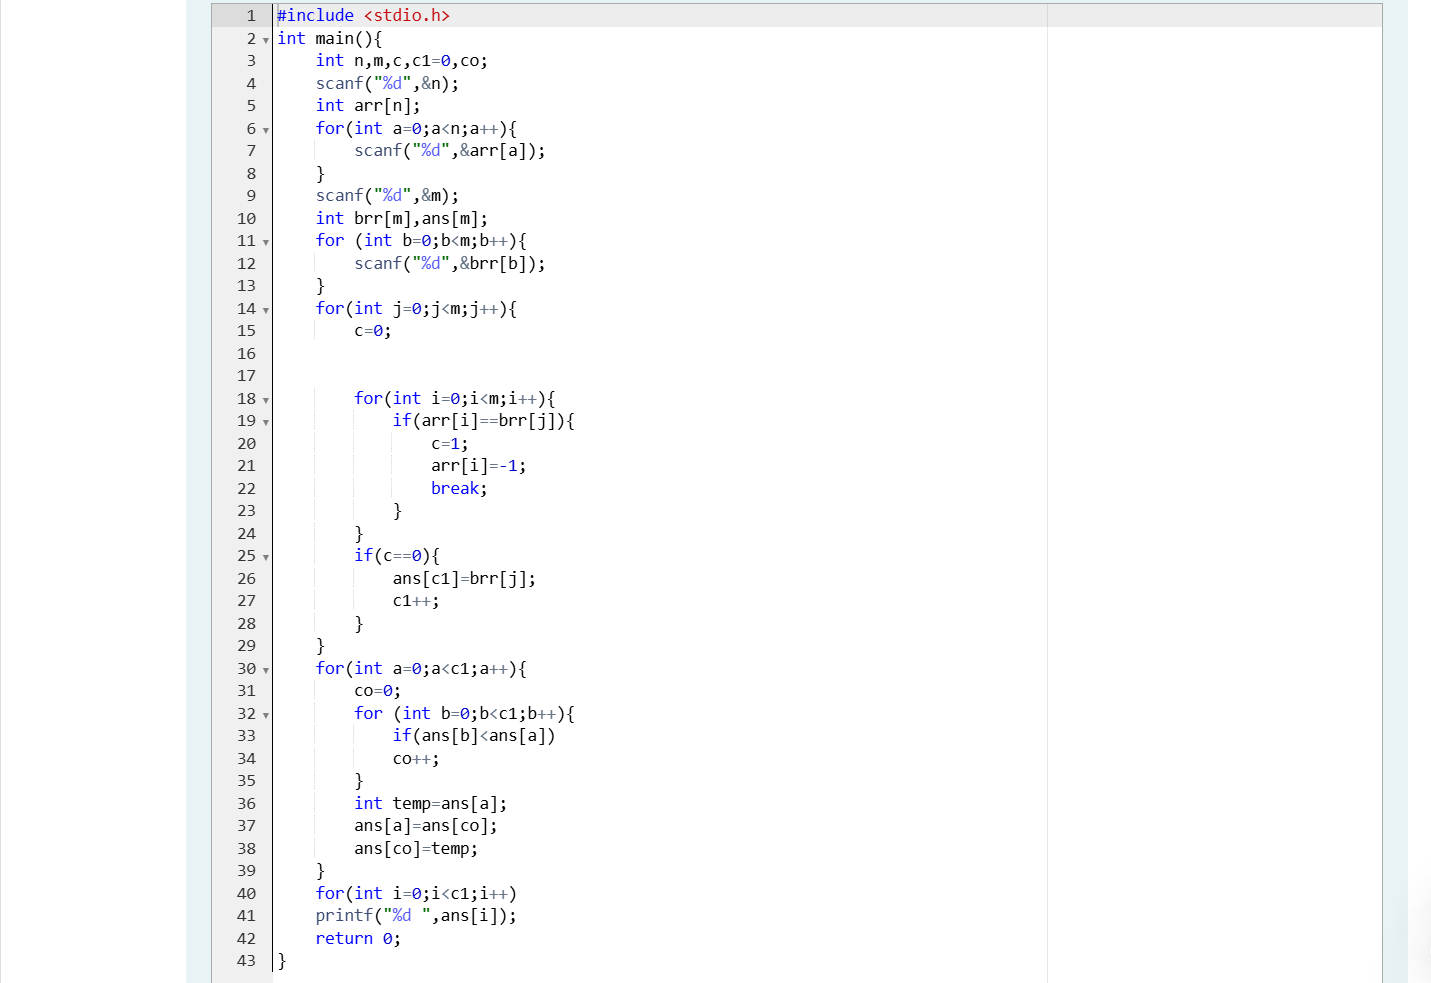 1 #include <stdio.h>
2 int main(){
3     int n,m,c,c1=0,co;
4     scanf("%d",&n);
5     int arr[n];
6     for(int a=0;a<n;a++){
7         scanf("%d",&arr[a]);
8     }
9     scanf("%d",&m);
10     int brr[m],ans[m];
11     for (int b=0;b<m;b++){
12         scanf("%d",&brr[b]);
13     }
14     for(int j=0;j<m;j++){
15         c=0;
16
17
18         for(int i=0;i<m;i++){
19             if(arr[i]==brr[j]){
20                 c=1;
21                 arr[i]=-1;
22                 break;
23             }
24         }
25         if(c==0){
26             ans[c1]=brr[j];
27             c1++;
28         }
29     }
30     for(int a=0;a<c1;a++){
31         co=0;
32         for (int b=0;b<c1;b++){
33             if(ans[b]<ans[a])
34             co++;
35         }
36         int temp=ans[a];
37         ans[a]=ans[co];
38         ans[co]=temp;
39     }
40     for(int i=0;i<c1;i++)
41     printf("%d ",ans[i]);
42     return 0;
43 }